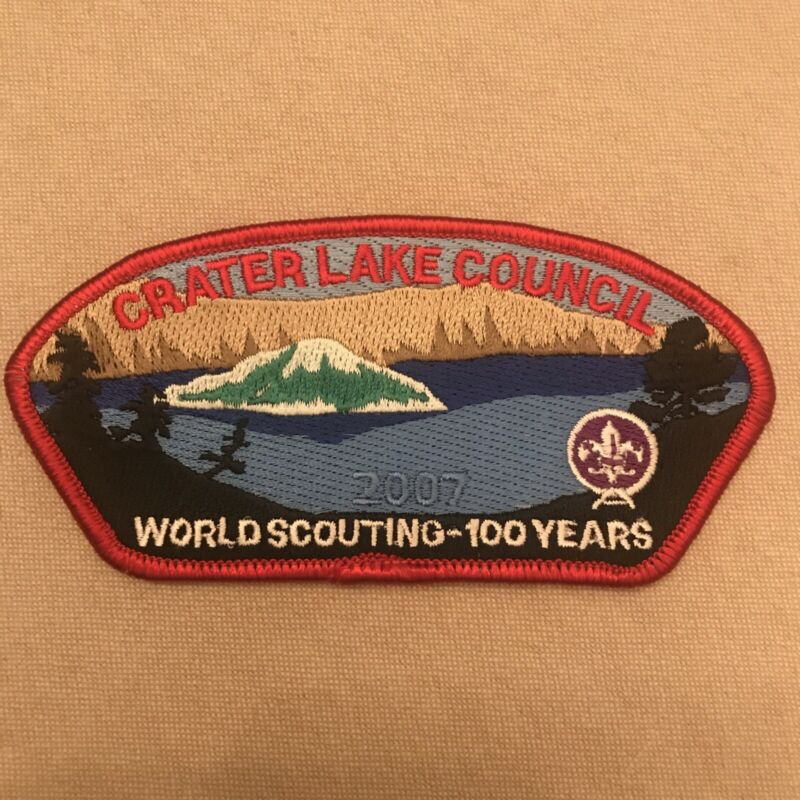 CRATER LAKE COUNCIL
2007
WORLD SCOUTING-100 YEARS